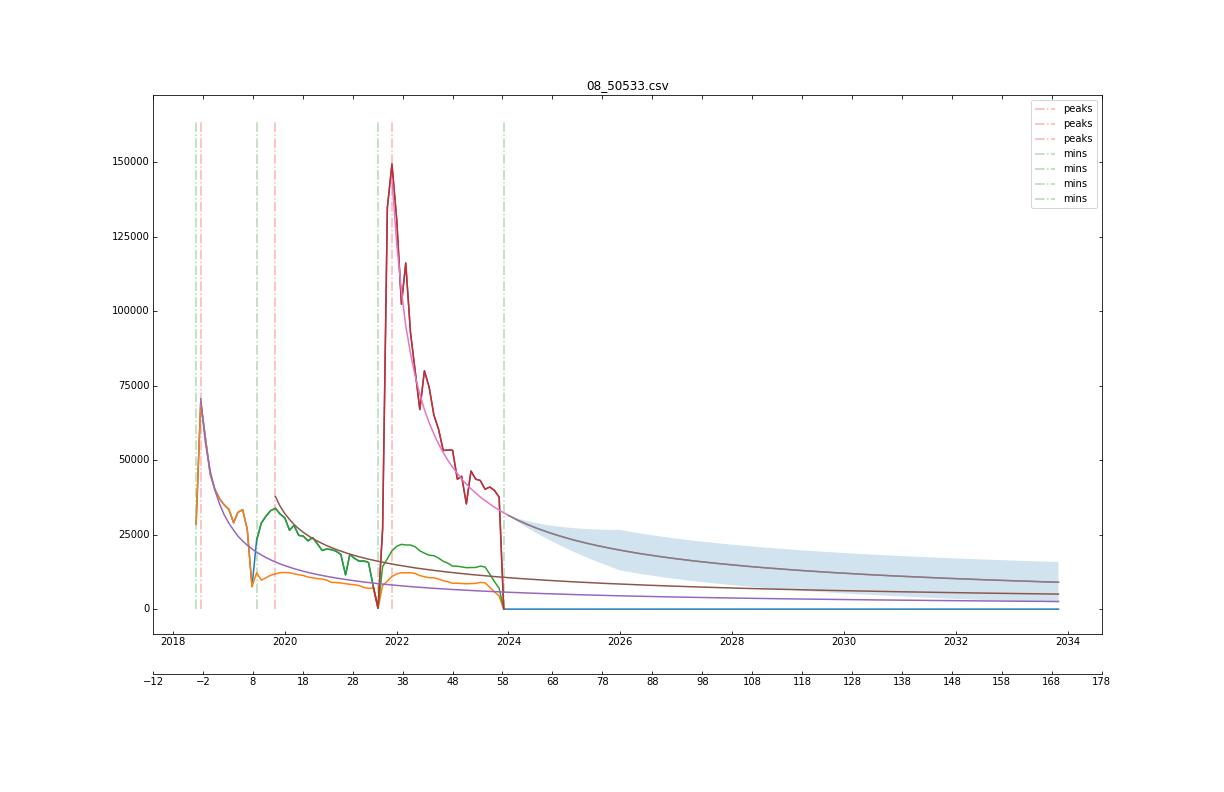 08_50533.csv
peaks
peaks
peaks
mins
mins
mins
mins
150000
125000
100000
75000
50000
25000
0
2018 2020 2022 2024 2026 2028 2030 2032 2034
−12 −2 8 18 28 38 48 58 68 78 88 98 108 118 128 138 148 158 168 178